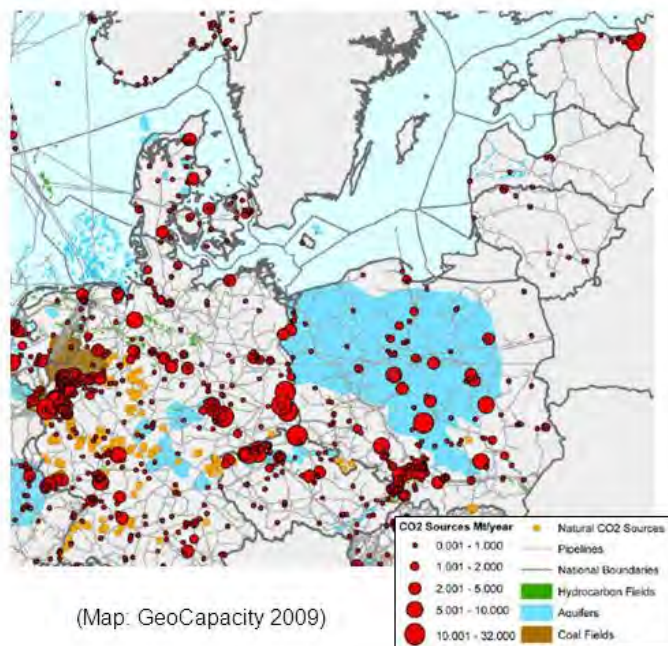 CO2 Sources Mt/year
0.001 - 1.000
1.001 - 2.000
2.001 - 5.000
5.001 - 10.000
10.001 - 32.000
Natural CO2 Sources
Pipelines
National Boundaries
Hydrocarbon Fields
Aquifers
Coal Fields
(Map: GeoCapacity 2009)